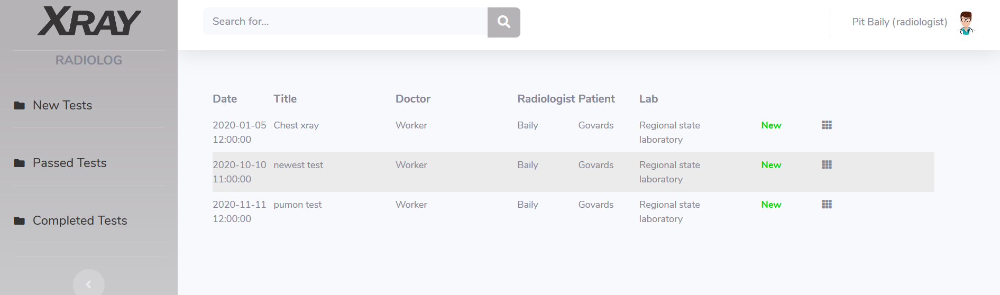 XRAY
Search for...
Pit Baily (radiologist)
RADIOLOG
New Tests
Passed Tests
Completed Tests
Date Title Doctor Radiologist Patient Lab
2020-01-05 Chest xray Worker Baily Govards Regional state New
12:00:00 laboratory
2020-10-10 newest test Worker Baily Govards Regional state New
11:00:00 laboratory
2020-11-11 pumon test Worker Baily Govards Regional state New
12:00:00 laboratory